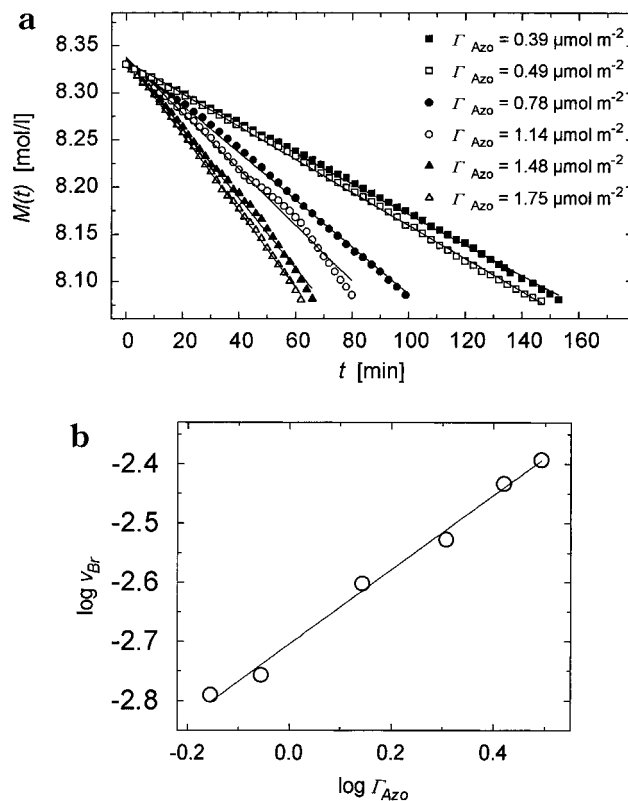 a
8.35
8.30
8.25
8.20
8.15
8.10
M(t) [mol/l]
0 20 40 60 80 100 120 140 160
t [min]
■ Γ Azo = 0.39 µmol m⁻²
□ Γ Azo = 0.49 µmol m⁻²
● Γ Azo = 0.78 µmol m⁻²
○ Γ Azo = 1.14 µmol m⁻²
▲ Γ Azo = 1.48 µmol m⁻²
△ Γ Azo = 1.75 µmol m⁻²
b
-2.4
-2.5
-2.6
-2.7
-2.8
log v_Br
-0.2 0.0 0.2 0.4
log Γ_Azo